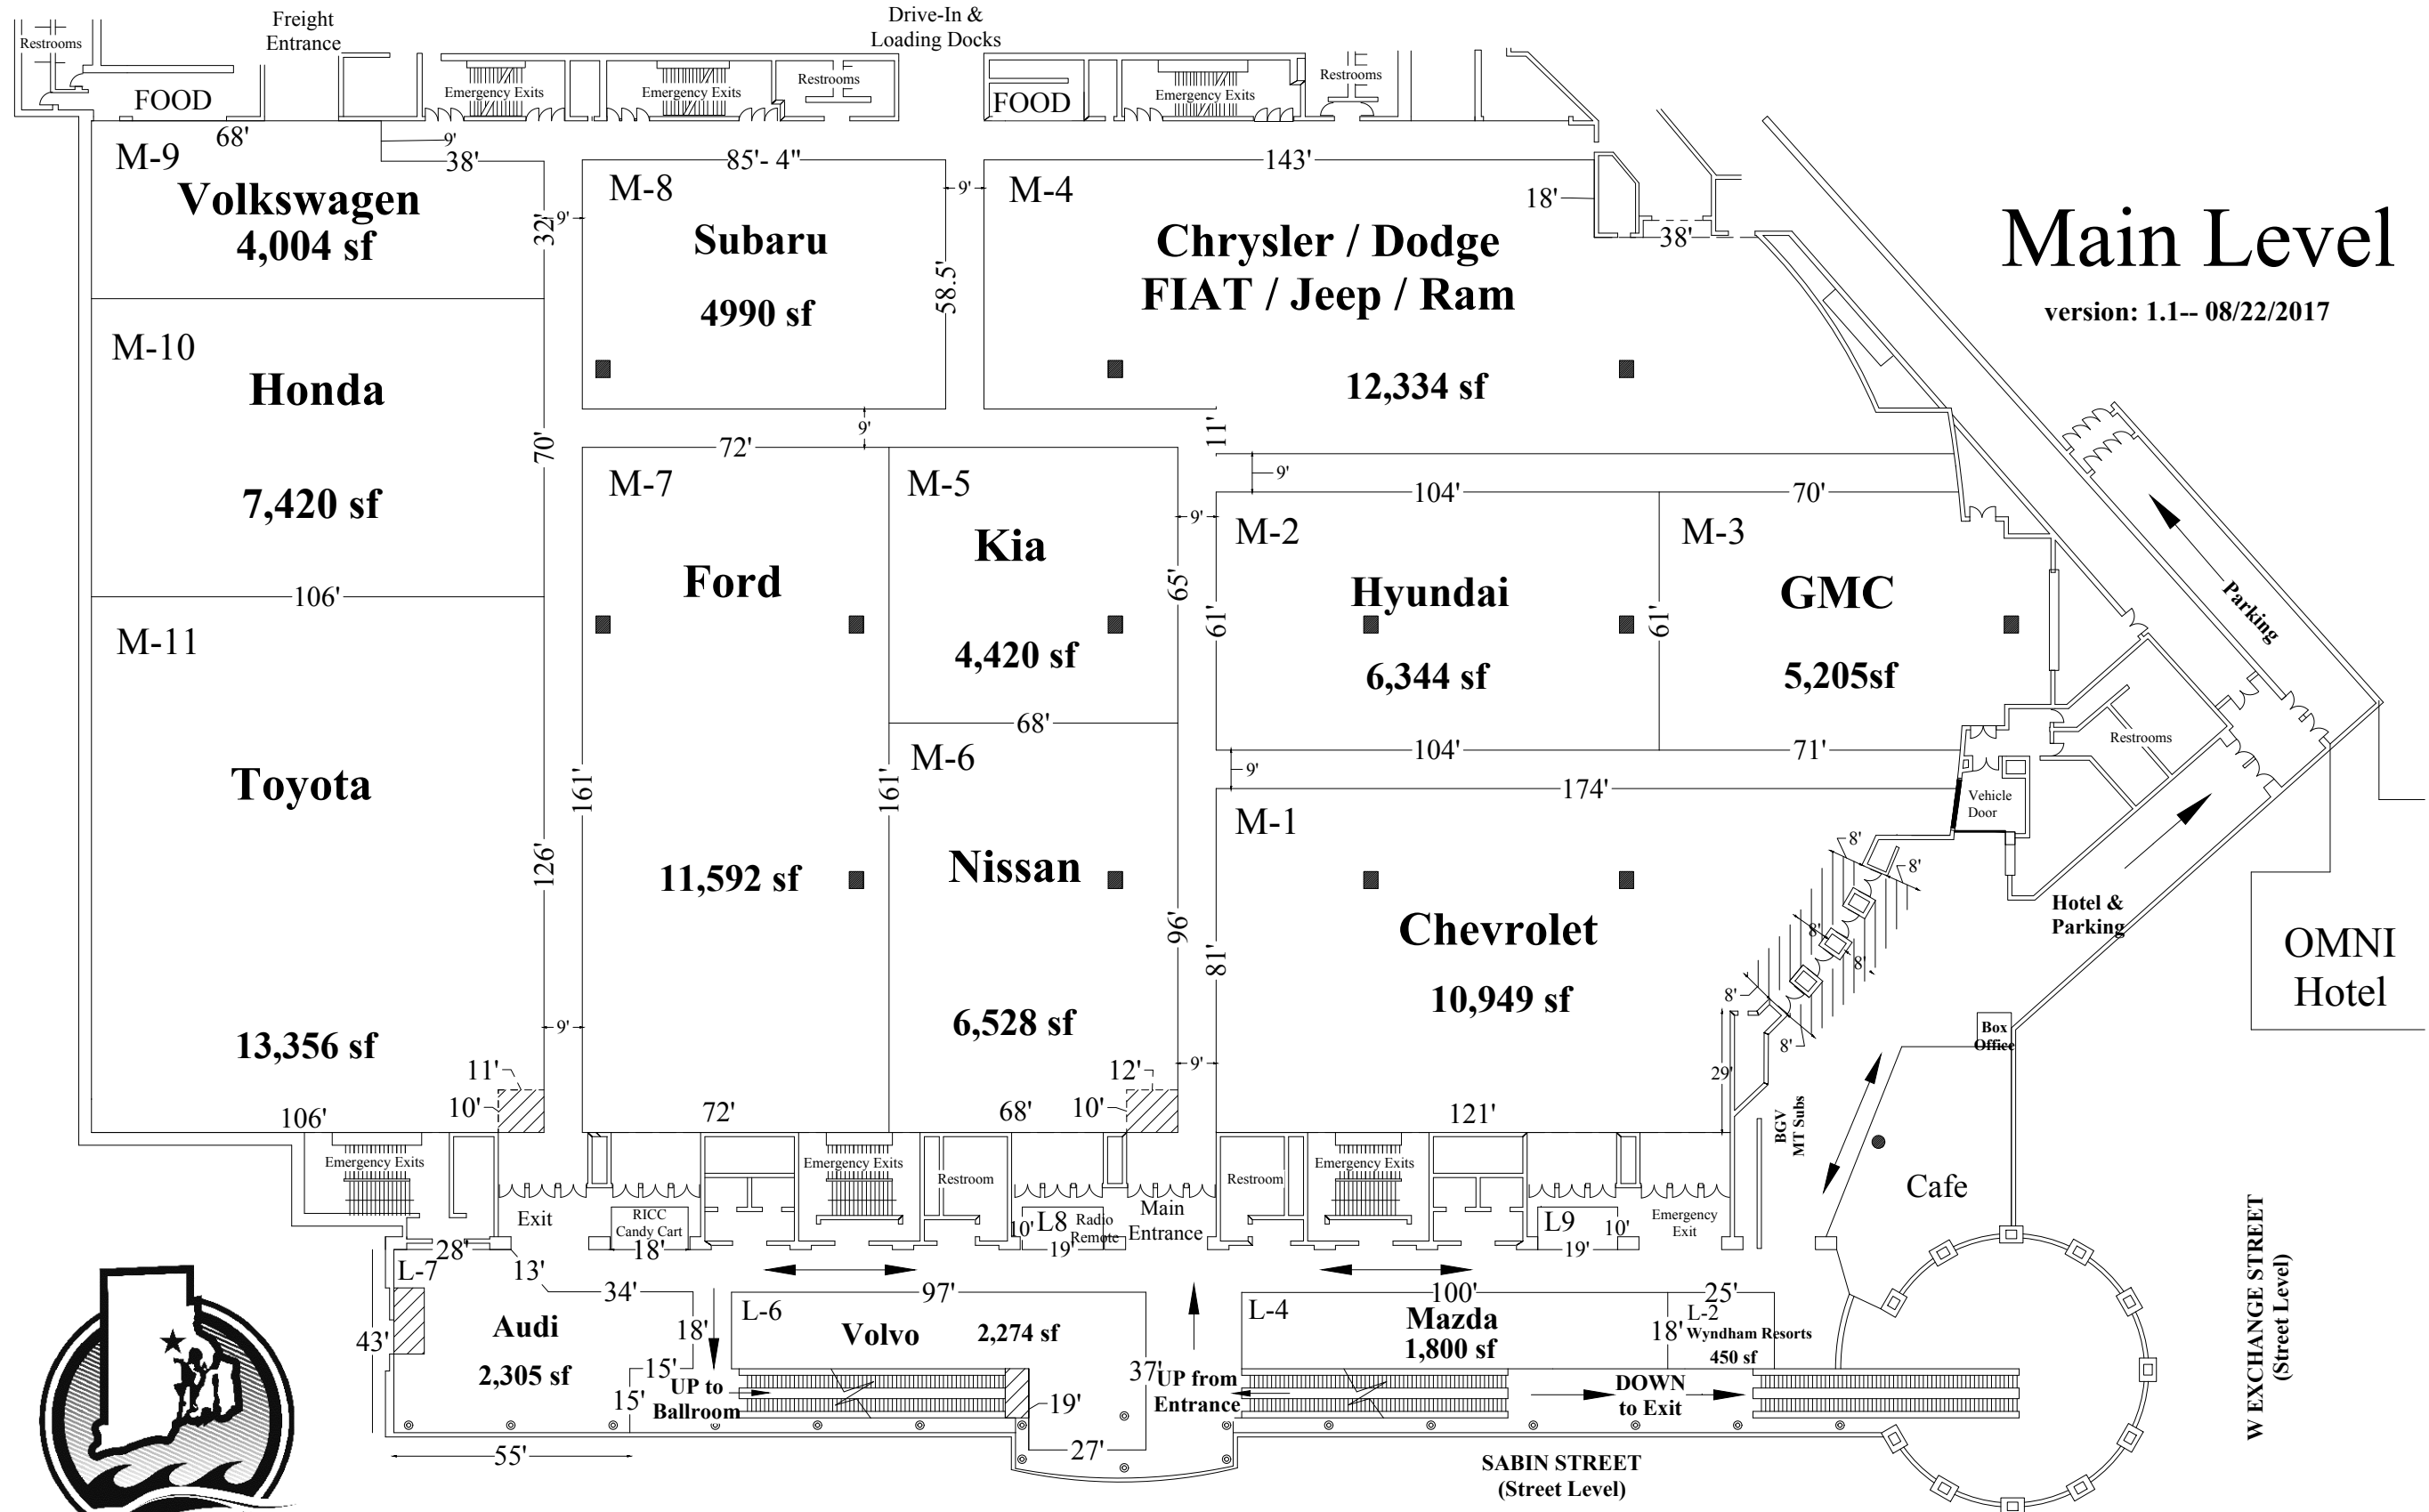 Freight
Entrance
Drive-In &
Loading Docks
Restrooms
FOOD
Emergency Exits
Emergency Exits
Restrooms
FOOD
Emergency Exits
Restrooms
M-9
68'
9'
38'
Volkswagen
4,004 sf
32'
9'
85'- 4"
M-8
Subaru
4990 sf
58.5'
9'
9'
143'
M-4
18'
38'
Chrysler / Dodge
FIAT / Jeep / Ram
12,334 sf
11'
9'
Main Level
version: 1.1-- 08/22/2017
M-10
Honda
7,420 sf
70'
106'
M-11
Toyota
13,356 sf
126'
9'
11'
10'
106'
72'
M-7
Ford
161'
161'
11,592 sf
72'
M-5
Kia
4,420 sf
9'
65'
68'
M-6
Nissan
6,528 sf
96'
12'
10'
68'
9'
104'
M-2
Hyundai
6,344 sf
61'
61'
104'
9'
70'
M-3
GMC
5,205sf
71'
174'
M-1
Chevrolet
10,949 sf
81'
121'
29'
8'
8'
8'
8'
8'
8'
Parking
Restrooms
Vehicle
Door
Hotel &
Parking
OMNI
Hotel
Box
Office
BGV
MT Subs
Cafe
Emergency Exits
Exit
RICC
Candy Cart
18'
Emergency Exits
Restroom
10'
L8
Radio
Remote
19'
Main
Entrance
Restroom
Emergency Exits
L9
10'
19'
Emergency
Exit
28'
L-7
13'
34'
43'
Audi
2,305 sf
18'
15'
15'
55'
UP to
Ballroom
L-6
97'
Volvo
2,274 sf
37'
19'
27'
UP from
Entrance
L-4
100'
Mazda
1,800 sf
25'
L-2
18'
Wyndham Resorts
450 sf
DOWN
to Exit
SABIN STREET
(Street Level)
W EXCHANGE STREET
(Street Level)